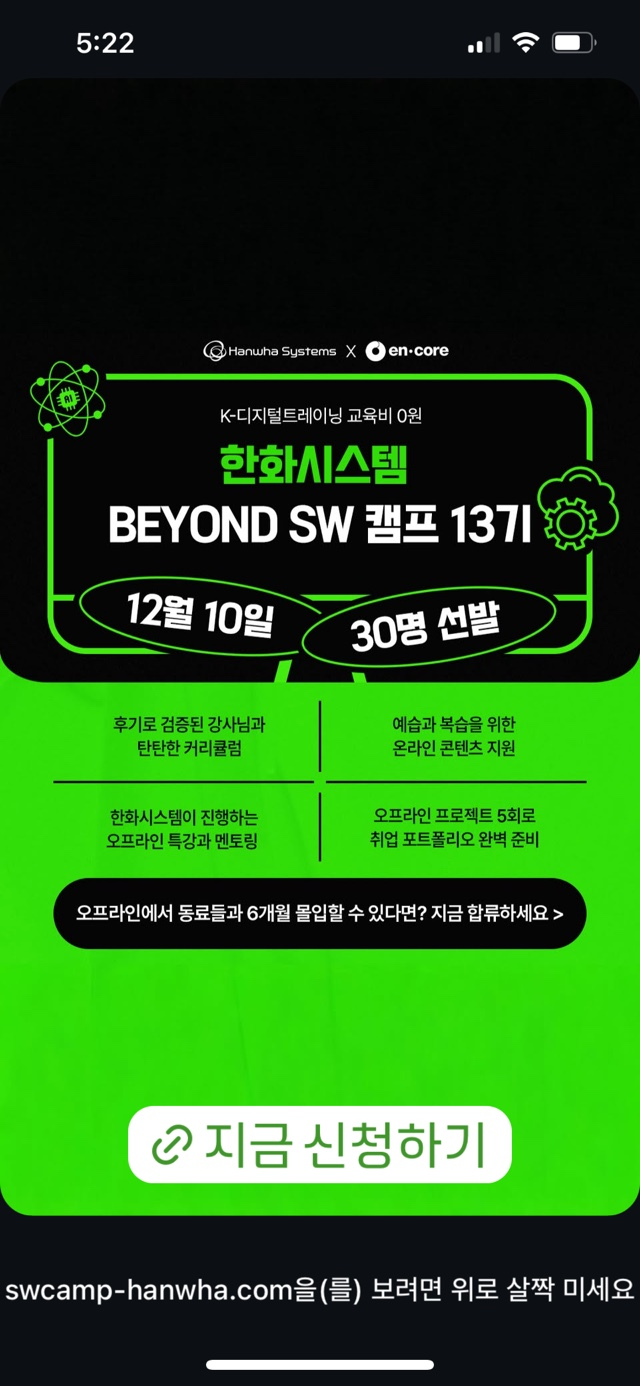 5:22
Hanwha Systems X en·core
K-디지털트레이닝 교육비 0원
한화시스템
BEYOND SW 캠프 13기
AI
12월 10일
30명 선발
후기로 검증된 강사님과
탄탄한 커리큘럼
예습과 복습을 위한
온라인 콘텐츠 지원
한화시스템이 진행하는
오프라인 특강과 멘토링
오프라인 프로젝트 5회로
취업 포트폴리오 완벽 준비
오프라인에서 동료들과 6개월 몰입할 수 있다면? 지금 합류하세요 >
지금 신청하기
swcamp-hanwha.com을(를) 보려면 위로 살짝 미세요